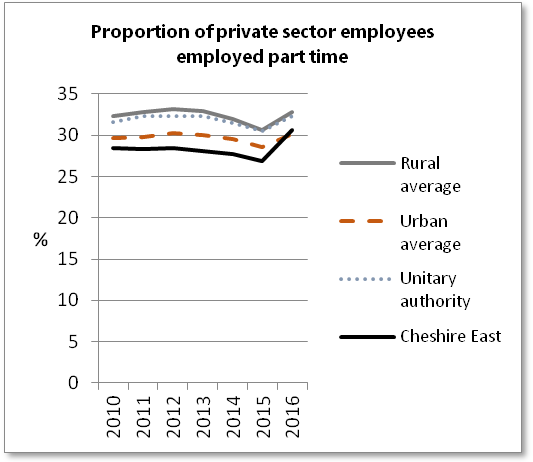 Proportion of private sector employees
employed part time
35
30
25
20
15
10
5
0
%
2010
2011
2012
2013
2014
2015
2016
Rural
average
Urban
average
Unitary
authority
Cheshire East